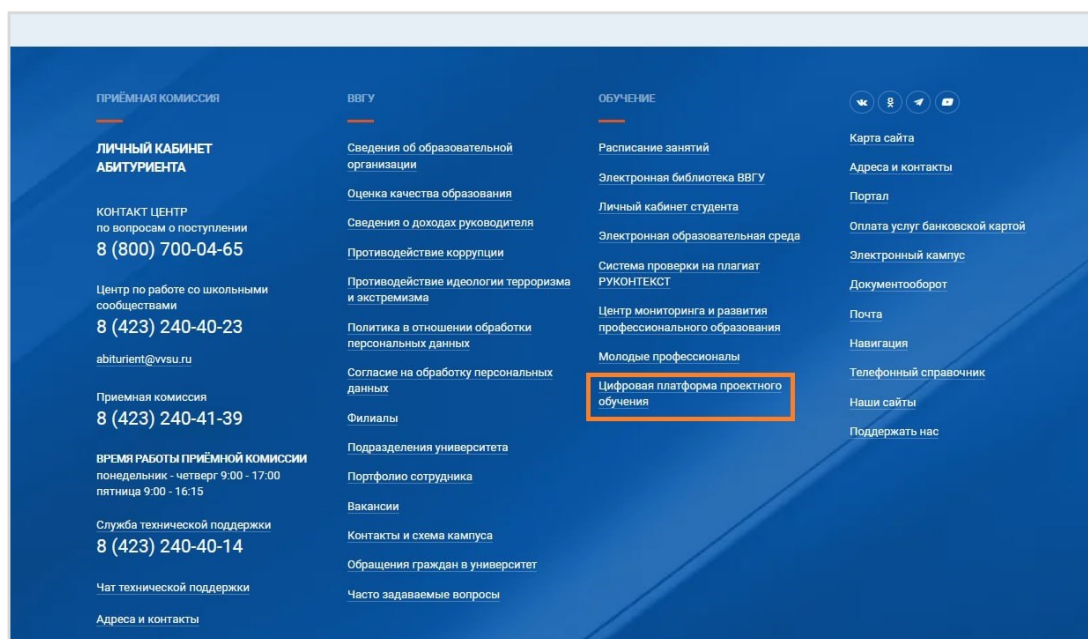 ПРИЁМНАЯ КОМИССИЯ
ЛИЧНЫЙ КАБИНЕТ
АБИТУРИЕНТА
КОНТАКТ ЦЕНТР
по вопросам о поступлении
8 (800) 700-04-65
Центр по работе со школьными
сообществами
8 (423) 240-40-23
abiturient@vvsu.ru
Приемная комиссия
8 (423) 240-41-39
ВРЕМЯ РАБОТЫ ПРИЁМНОЙ КОМИССИИ
понедельник - четверг 9:00 - 17:00
пятница 9:00 - 16:15
Служба технической поддержки
8 (423) 240-40-14
Чат технической поддержки
Адреса и контакты
ВВГУ
Сведения об образовательной
организации
Оценка качества образования
Сведения о доходах руководителя
Противодействие коррупции
Противодействие идеологии терроризма
и экстремизма
Политика в отношении обработки
персональных данных
Согласие на обработку персональных
данных
Филиалы
Подразделения университета
Портфолио сотрудника
Вакансии
Контакты и схема кампуса
Обращения граждан в университет
Часто задаваемые вопросы
ОБУЧЕНИЕ
Расписание занятий
Электронная библиотека ВВГУ
Личный кабинет студента
Электронная образовательная среда
Система проверки на плагиат
РУКОНТЕКСТ
Центр мониторинга и развития
профессионального образования
Молодые профессионалы
Цифровая платформа проектного
обучения
Карта сайта
Адреса и контакты
Портал
Оплата услуг банковской картой
Электронный кампус
Документооборот
Почта
Навигация
Телефонный справочник
Наши сайты
Поддержать нас